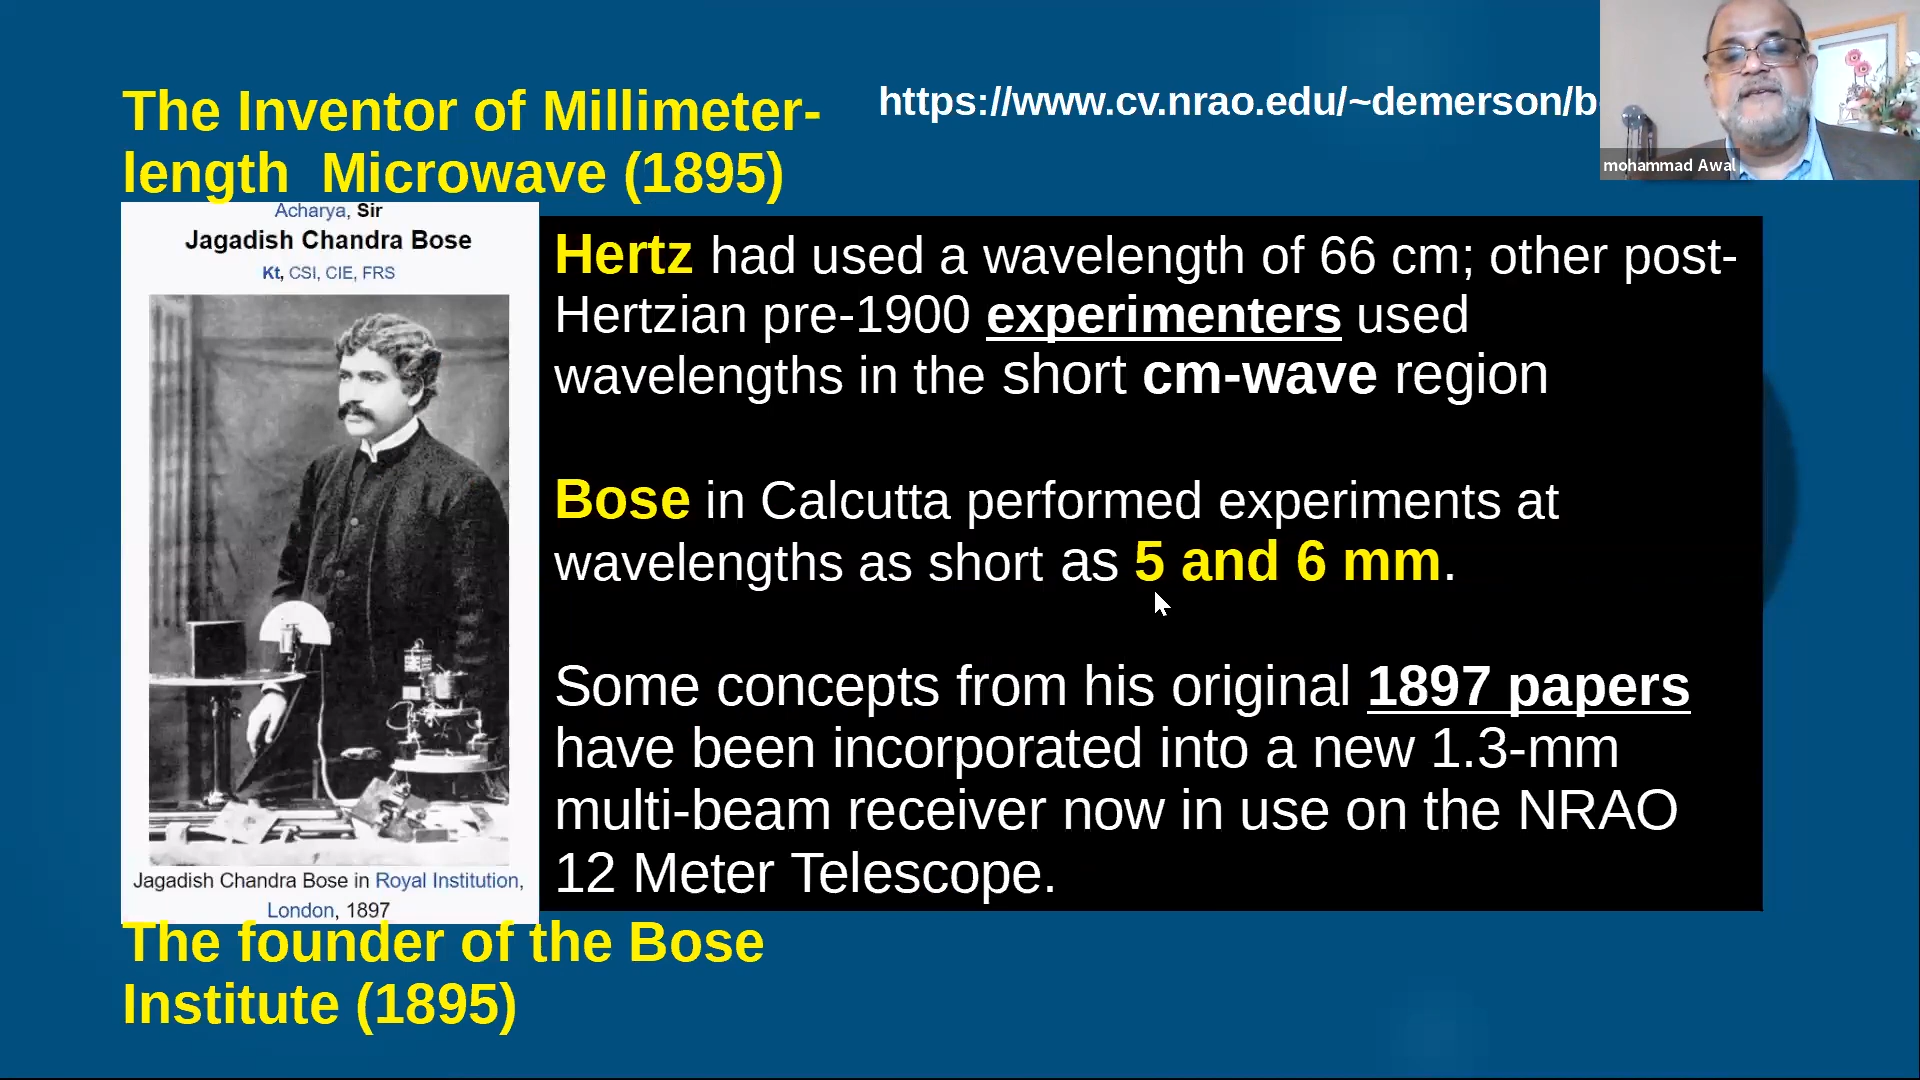 The Inventor of Millimeter-
length Microwave (1895)
https://www.cv.nrao.edu/~demerson/b
mohammad Awal
Acharya, Sir
Jagadish Chandra Bose
Kt, CSI, CIE, FRS
Jagadish Chandra Bose in Royal Institution,
London, 1897
Hertz had used a wavelength of 66 cm; other post-
Hertzian pre-1900 experimenters used
wavelengths in the short cm-wave region
Bose in Calcutta performed experiments at
wavelengths as short as 5 and 6 mm.
Some concepts from his original 1897 papers
have been incorporated into a new 1.3-mm
multi-beam receiver now in use on the NRAO
12 Meter Telescope.
The founder of the Bose
Institute (1895)